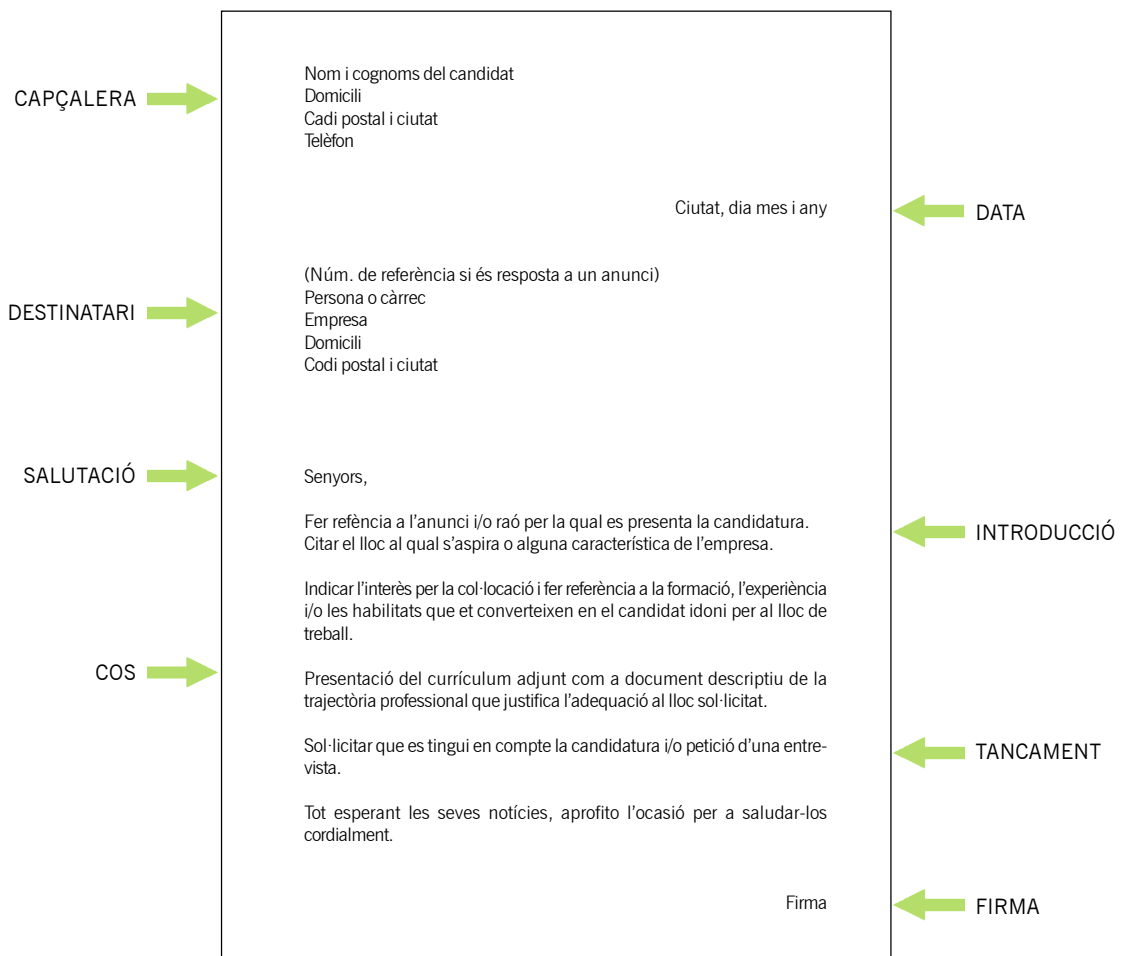 CAPÇALERA
Nom i cognoms del candidat
Domicili
Cadi postal i ciutat
Telèfon
Ciutat, dia mes i any
DATA
DESTINATARI
(Núm. de referència si és resposta a un anunci)
Persona o càrrec
Empresa
Domicili
Codi postal i ciutat
SALUTACIÓ
Senyors,
Fer refència a l'anunci i/o raó per la qual es presenta la candidatura.
Citar el lloc al qual s'aspira o alguna característica de l'empresa.
INTRODUCCIÓ
Indicar l'interès per la col·locació i fer referència a la formació, l'experiència
i/o les habilitats que et converteixen en el candidat idoni per al lloc de
treball.
COS
Presentació del currículum adjunt com a document descriptiu de la
trajectòria professional que justifica l'adequació al lloc sol·licitat.
Sol·licitar que es tingui en compte la candidatura i/o petició d'una entre-
vista.
TANCAMENT
Tot esperant les seves notícies, aprofito l'ocasió per a saludar-los
cordialment.
Firma
FIRMA